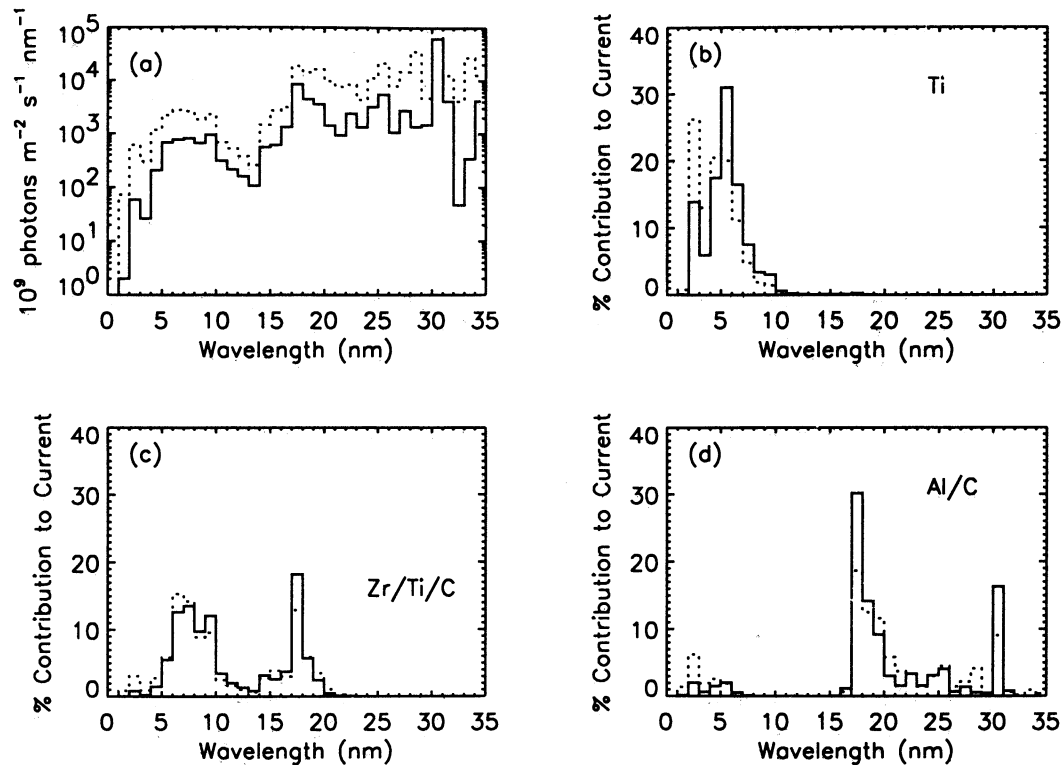 (a)
10^9 photons m^-2 s^-1 nm^-1
10^5
10^4
10^3
10^2
10^1
10^0
0 5 10 15 20 25 30 35
Wavelength (nm)
(b)
Ti
% Contribution to Current
40
30
20
10
0
0 5 10 15 20 25 30 35
Wavelength (nm)
(c)
Zr/Ti/C
% Contribution to Current
40
30
20
10
0
0 5 10 15 20 25 30 35
Wavelength (nm)
(d)
Al/C
% Contribution to Current
40
30
20
10
0
0 5 10 15 20 25 30 35
Wavelength (nm)